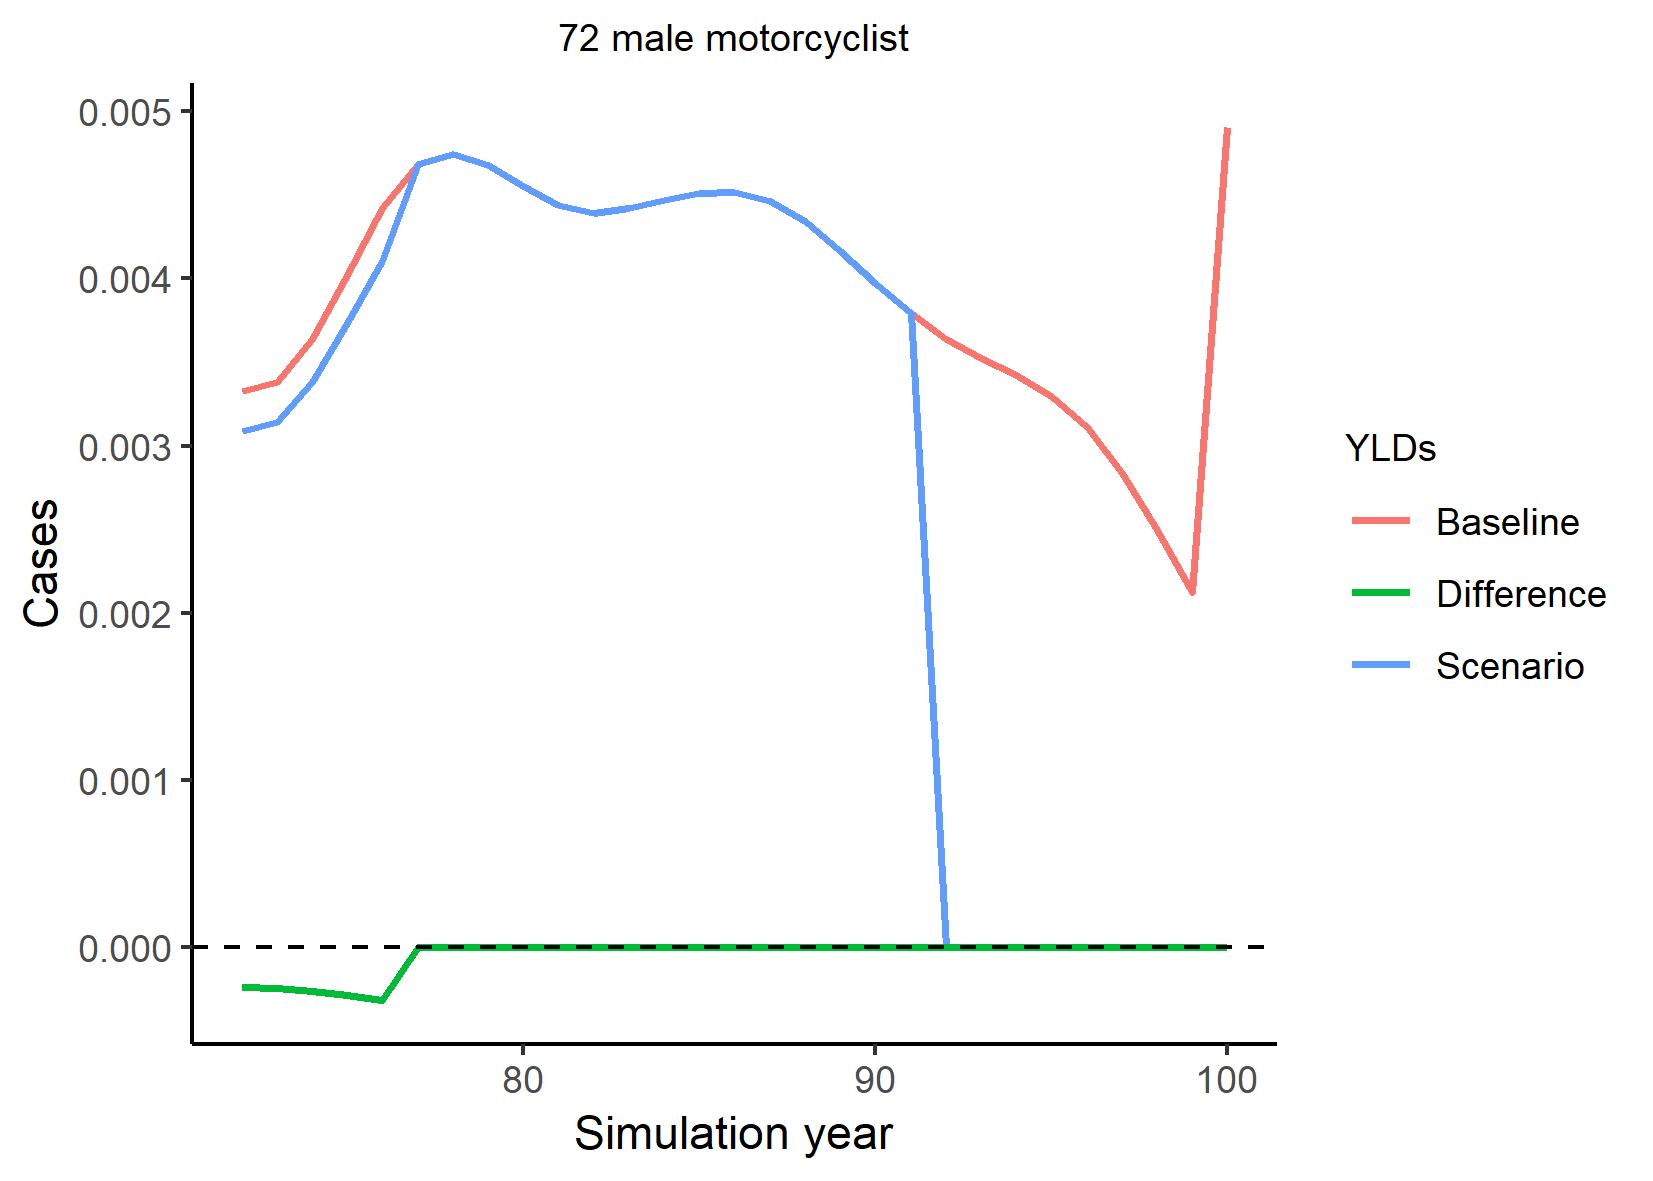 72 male motorcyclist
0.005
0.004
0.003
0.002
0.001
0.000
Cases
80 90 100
Simulation year
YLDs
Baseline
Difference
Scenario